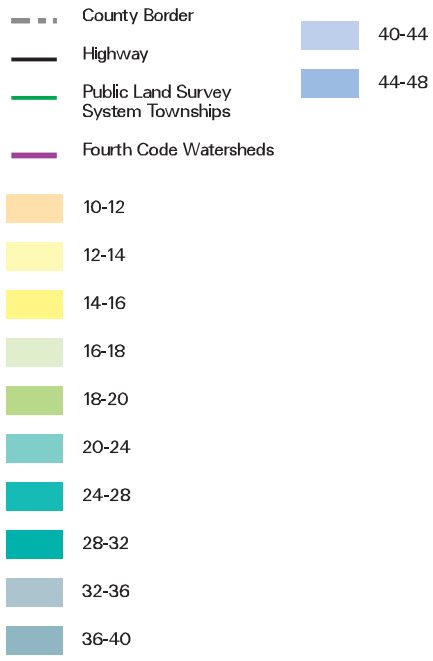 County Border
Highway
Public Land Survey
System Townships
Fourth Code Watersheds
10-12
12-14
14-16
16-18
18-20
20-24
24-28
28-32
32-36
36-40
40-44
44-48